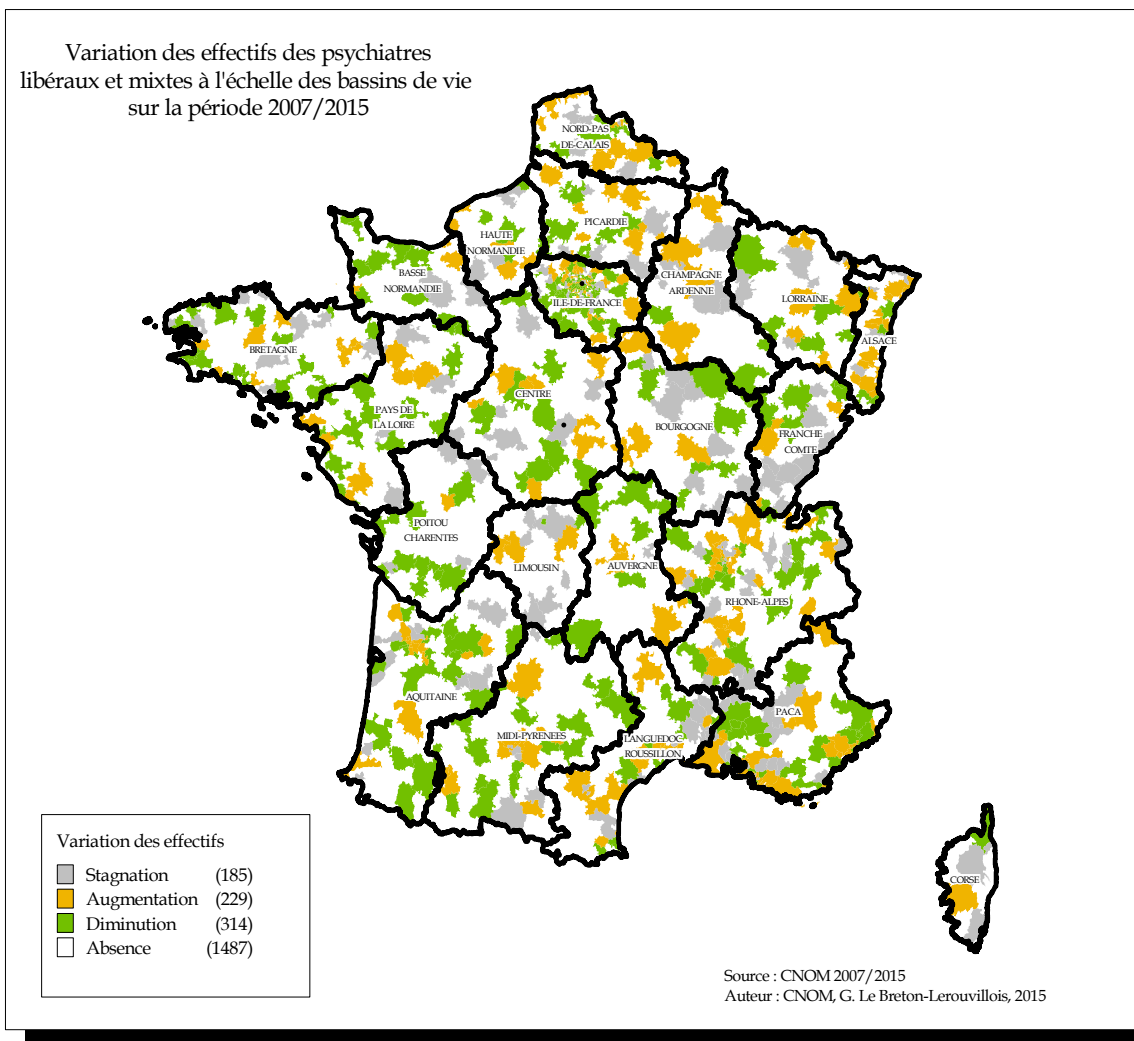 Variation des effectifs des psychiatres
libéraux et mixtes à l'échelle des bassins de vie
sur la période 2007/2015
NORD-PAS
DE-CALAIS
PICARDIE
HAUTE
NORMANDIE
BASSE
NORMANDIE
CHAMPAGNE
ARDENNE
ILE-DE-FRANCE
LORRAINE
ALSACE
BRETAGNE
PAYS DE
LA LOIRE
CENTRE
BOURGOGNE
FRANCHE
COMTE
POITOU
CHARENTES
LIMOUSIN
AUVERGNE
RHONE-ALPES
AQUITAINE
MIDI-PYRENEES
LANGUEDOC-
ROUSSILLON
PACA
CORSE
Variation des effectifs
Stagnation (185)
Augmentation (229)
Diminution (314)
Absence (1487)
Source : CNOM 2007/2015
Auteur : CNOM, G. Le Breton-Lerouvillois, 2015